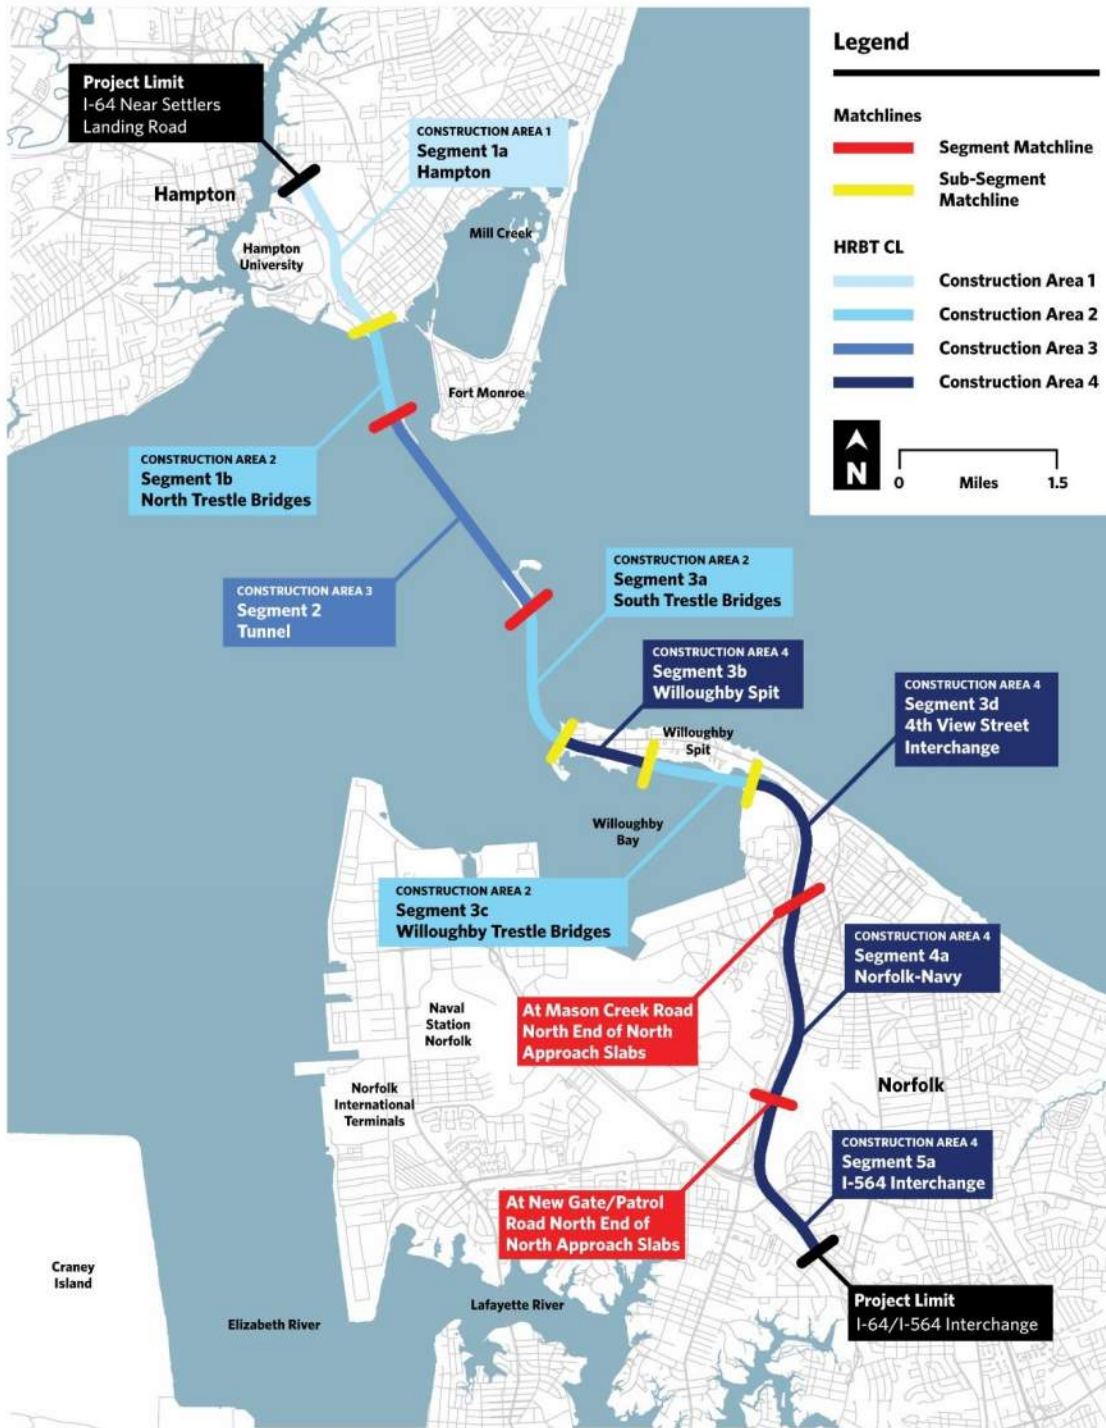 Project Limit
I-64 Near Settlers
Landing Road
Hampton
CONSTRUCTION AREA 1
Segment 1a
Hampton
Hampton
University
Mill Creek
Fort Monroe
CONSTRUCTION AREA 2
Segment 1b
North Trestle Bridges
CONSTRUCTION AREA 3
Segment 2
Tunnel
CONSTRUCTION AREA 2
Segment 3a
South Trestle Bridges
CONSTRUCTION AREA 4
Segment 3b
Willoughby Spit
Willoughby
Spit
CONSTRUCTION AREA 4
Segment 3d
4th View Street
Interchange
Willoughby
Bay
CONSTRUCTION AREA 2
Segment 3c
Willoughby Trestle Bridges
CONSTRUCTION AREA 4
Segment 4a
Norfolk-Navy
At Mason Creek Road
North End of North
Approach Slabs
Naval
Station
Norfolk
Norfolk
International
Terminals
Norfolk
CONSTRUCTION AREA 4
Segment 5a
I-564 Interchange
At New Gate/Patrol
Road North End of
North Approach Slabs
Craney
Island
Elizabeth River
Lafayette River
Project Limit
I-64/I-564 Interchange
Legend
Matchlines
Segment Matchline
Sub-Segment
Matchline
HRBT CL
Construction Area 1
Construction Area 2
Construction Area 3
Construction Area 4
N
0 Miles 1.5